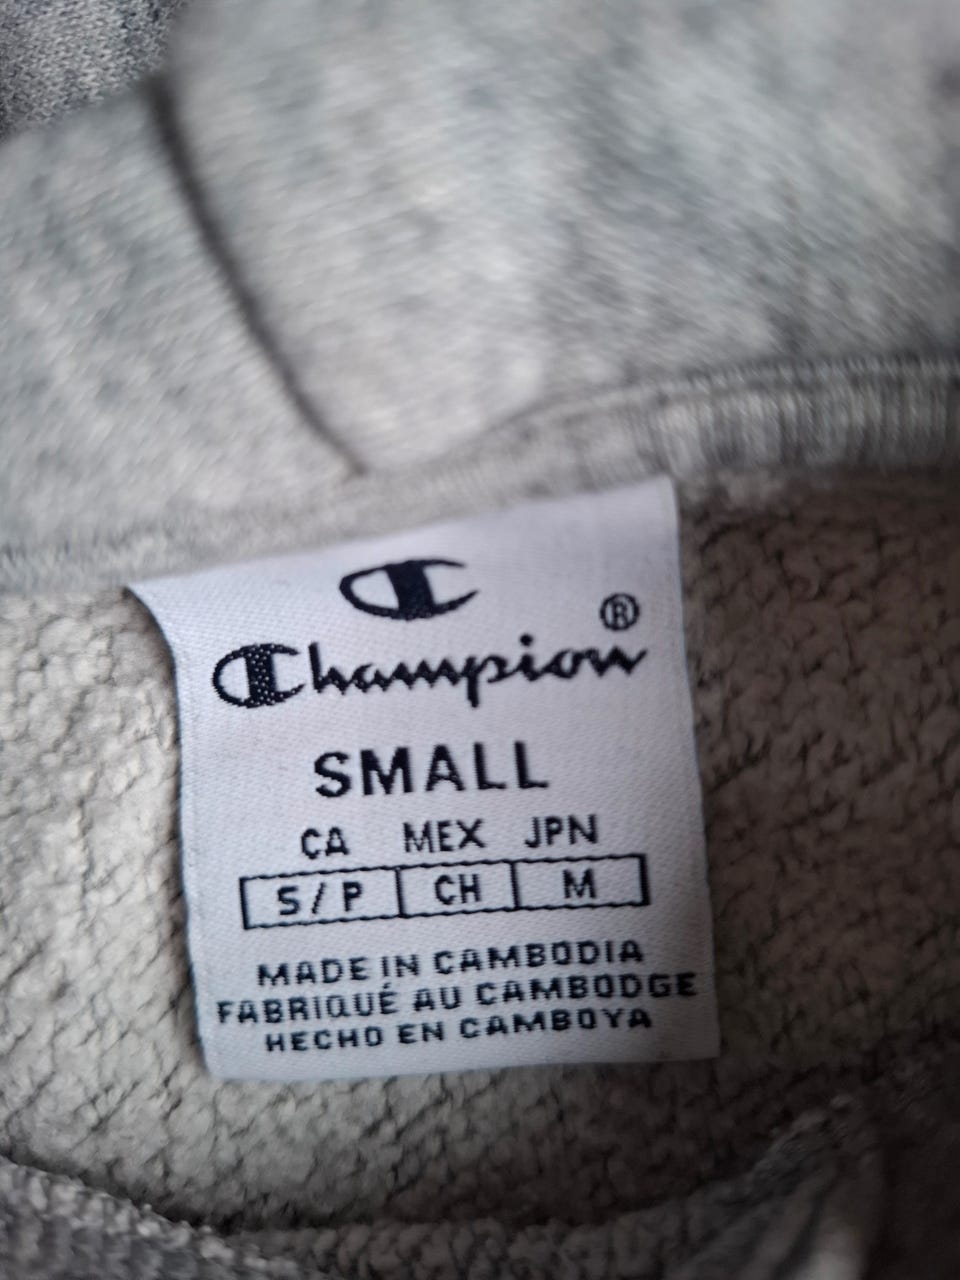 Champion®
SMALL
CA MEX JPN
S/P CH M
MADE IN CAMBODIA
FABRIQUÉ AU CAMBODGE
HECHO EN CAMBOYA